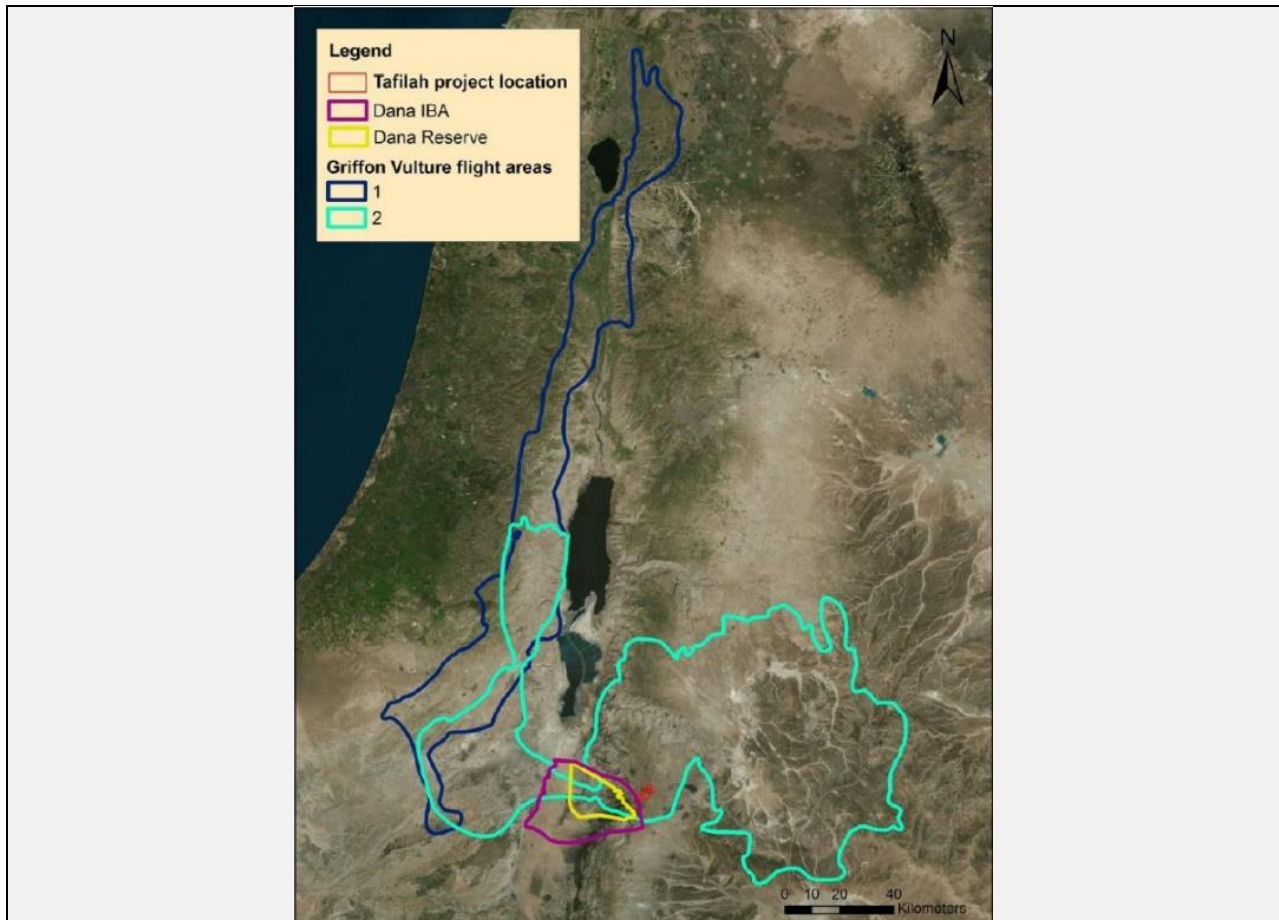 Legend
Tafilah project location
Dana IBA
Dana Reserve
Griffon Vulture flight areas
1
2
N
0 10 20 40
Kilometers